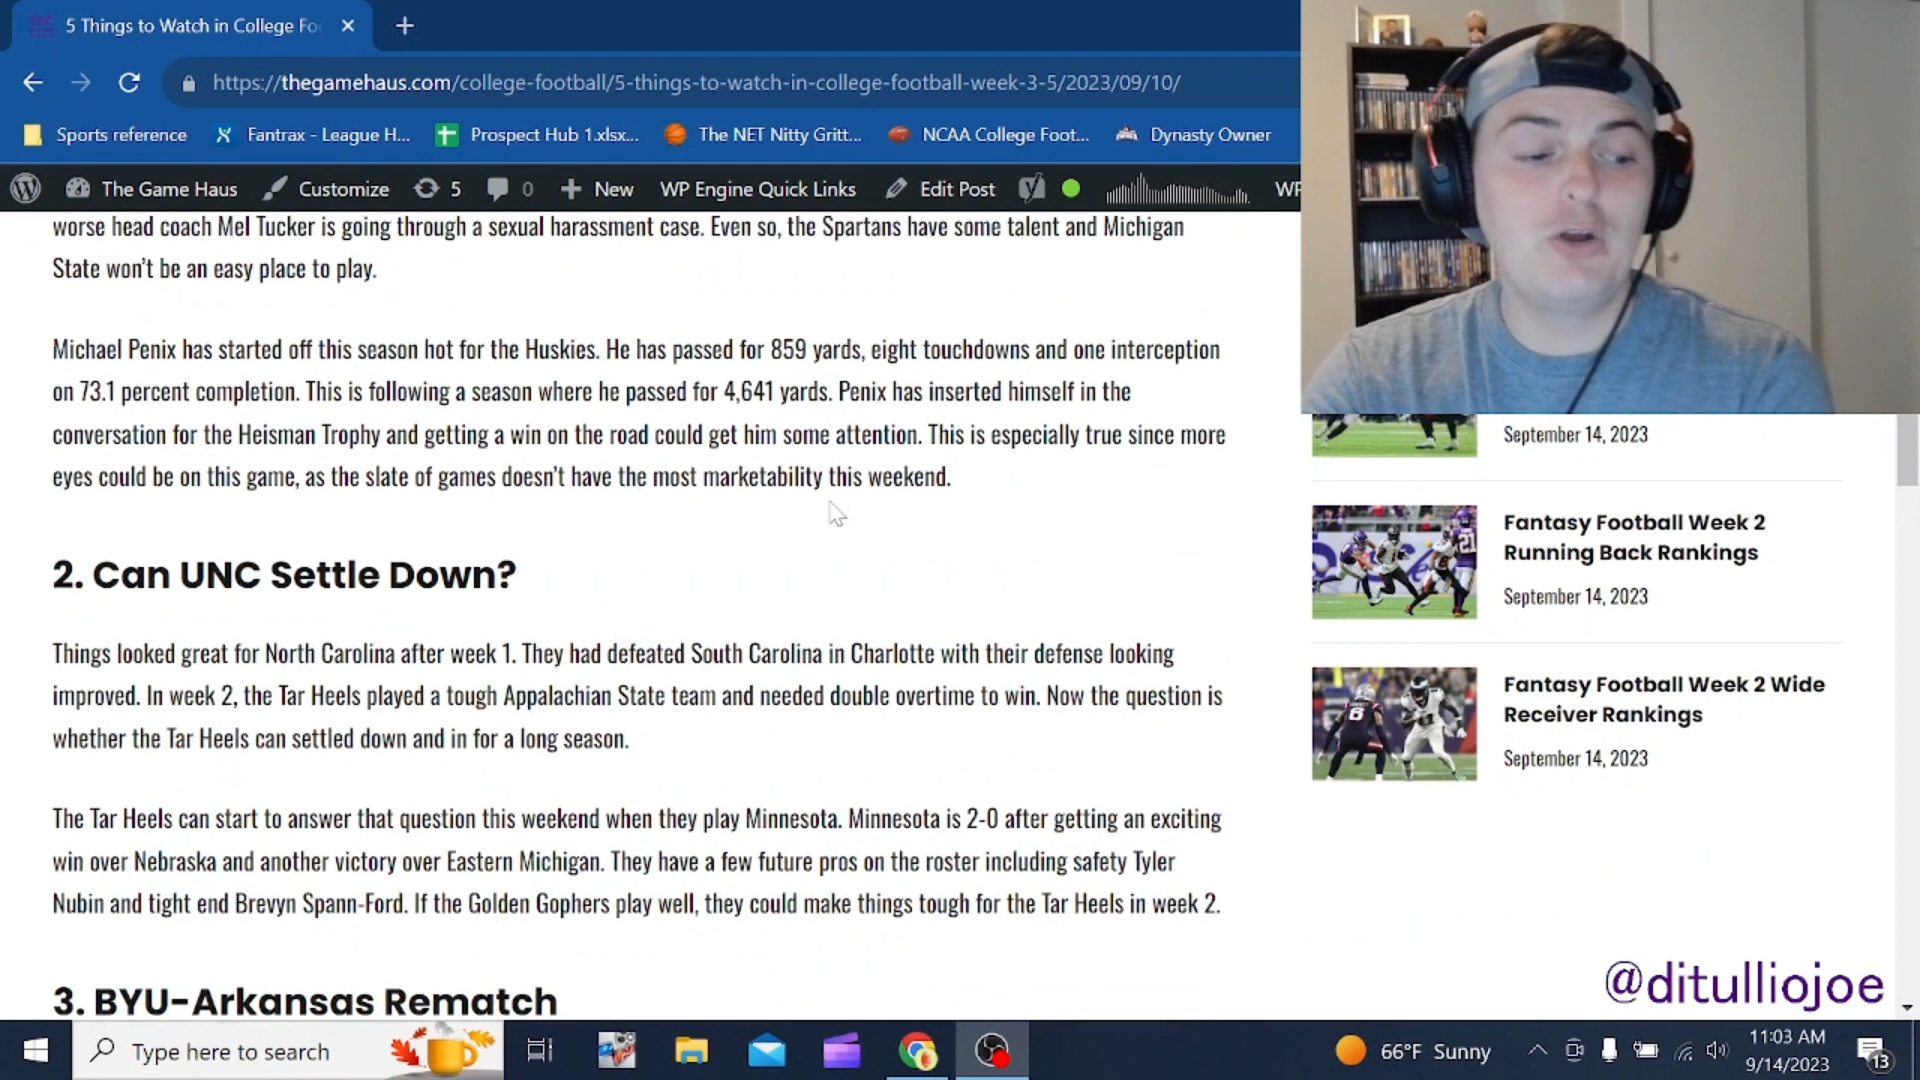 5 Things to Watch in College Fo
https://thegamehaus.com/college-football/5-things-to-watch-in-college-football-week-3-5/2023/09/10/
Sports reference Fantrax - League H... Prospect Hub 1.xlsx... The NET Nitty Gritt... NCAA College Foot... Dynasty Owner
The Game Haus Customize 5 0 New WP Engine Quick Links Edit Post WP
worse head coach Mel Tucker is going through a sexual harassment case. Even so, the Spartans have some talent and Michigan
State won't be an easy place to play.
Michael Penix has started off this season hot for the Huskies. He has passed for 859 yards, eight touchdowns and one interception
on 73.1 percent completion. This is following a season where he passed for 4,641 yards. Penix has inserted himself in the
conversation for the Heisman Trophy and getting a win on the road could get him some attention. This is especially true since more
eyes could be on this game, as the slate of games doesn't have the most marketability this weekend.
2. Can UNC Settle Down?
Things looked great for North Carolina after week 1. They had defeated South Carolina in Charlotte with their defense looking
improved. In week 2, the Tar Heels played a tough Appalachian State team and needed double overtime to win. Now the question is
whether the Tar Heels can settled down and in for a long season.
The Tar Heels can start to answer that question this weekend when they play Minnesota. Minnesota is 2-0 after getting an exciting
win over Nebraska and another victory over Eastern Michigan. They have a few future pros on the roster including safety Tyler
Nubin and tight end Brevyn Spann-Ford. If the Golden Gophers play well, they could make things tough for the Tar Heels in week 2.
3. BYU-Arkansas Rematch
September 14, 2023
Fantasy Football Week 2
Running Back Rankings
September 14, 2023
Fantasy Football Week 2 Wide
Receiver Rankings
September 14, 2023
@ditulliojoe
Type here to search
66°F Sunny
11:03 AM
9/14/2023
13